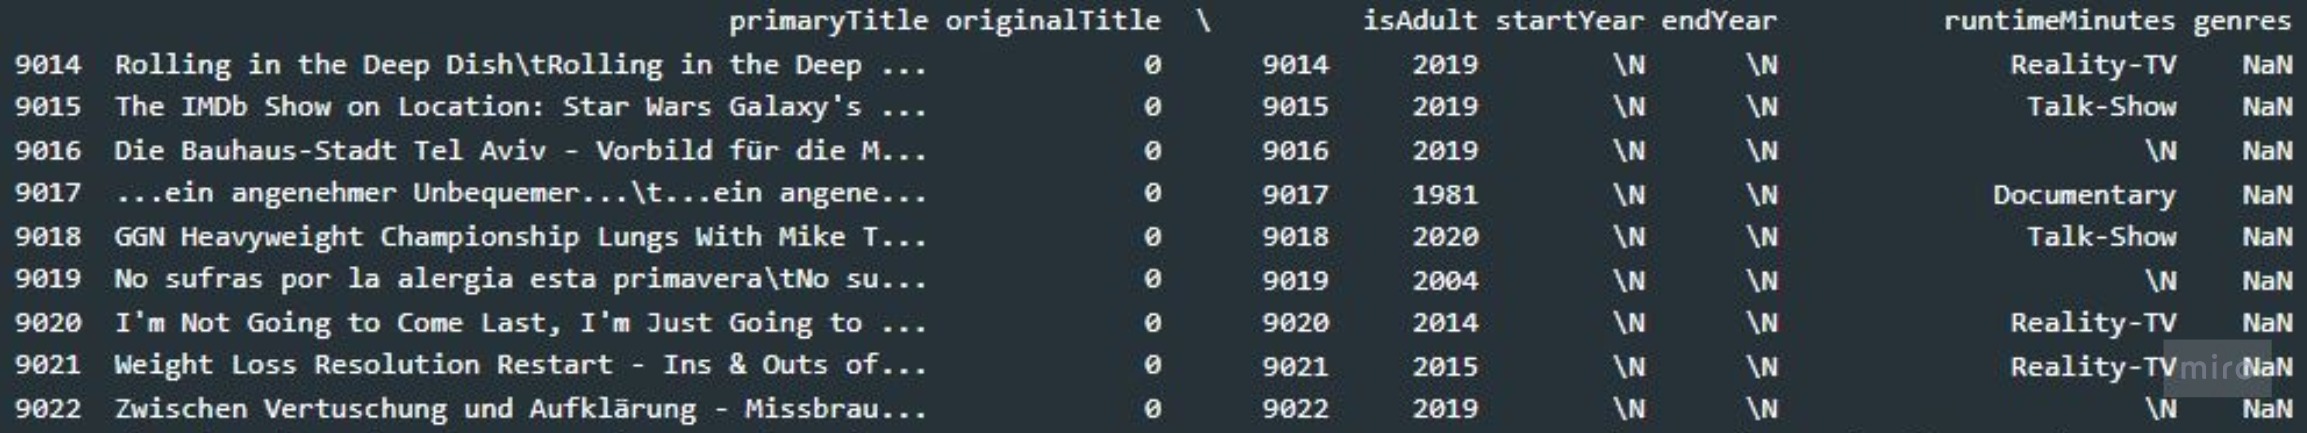 primaryTitle originalTitle \ isAdult startYear endYear runtimeMinutes genres
9014 Rolling in the Deep Dish\tRolling in the Deep ... 0 9014 2019 \N \N Reality-TV NaN
9015 The IMDb Show on Location: Star Wars Galaxy's ... 0 9015 2019 \N \N Talk-Show NaN
9016 Die Bauhaus-Stadt Tel Aviv - Vorbild für die M... 0 9016 2019 \N \N \N NaN
9017 ...ein angenehmer Unbequemer...\t...ein angene... 0 9017 1981 \N \N Documentary NaN
9018 GGN Heavyweight Championship Lungs With Mike T... 0 9018 2020 \N \N Talk-Show NaN
9019 No sufras por la alergia esta primavera\tNo su... 0 9019 2004 \N \N \N NaN
9020 I'm Not Going to Come Last, I'm Just Going to ... 0 9020 2014 \N \N Reality-TV NaN
9021 Weight Loss Resolution Restart - Ins & Outs of... 0 9021 2015 \N \N Reality-TV NaN
miro
9022 Zwischen Vertuschung und Aufklärung - Missbrau... 0 9022 2019 \N \N \N NaN